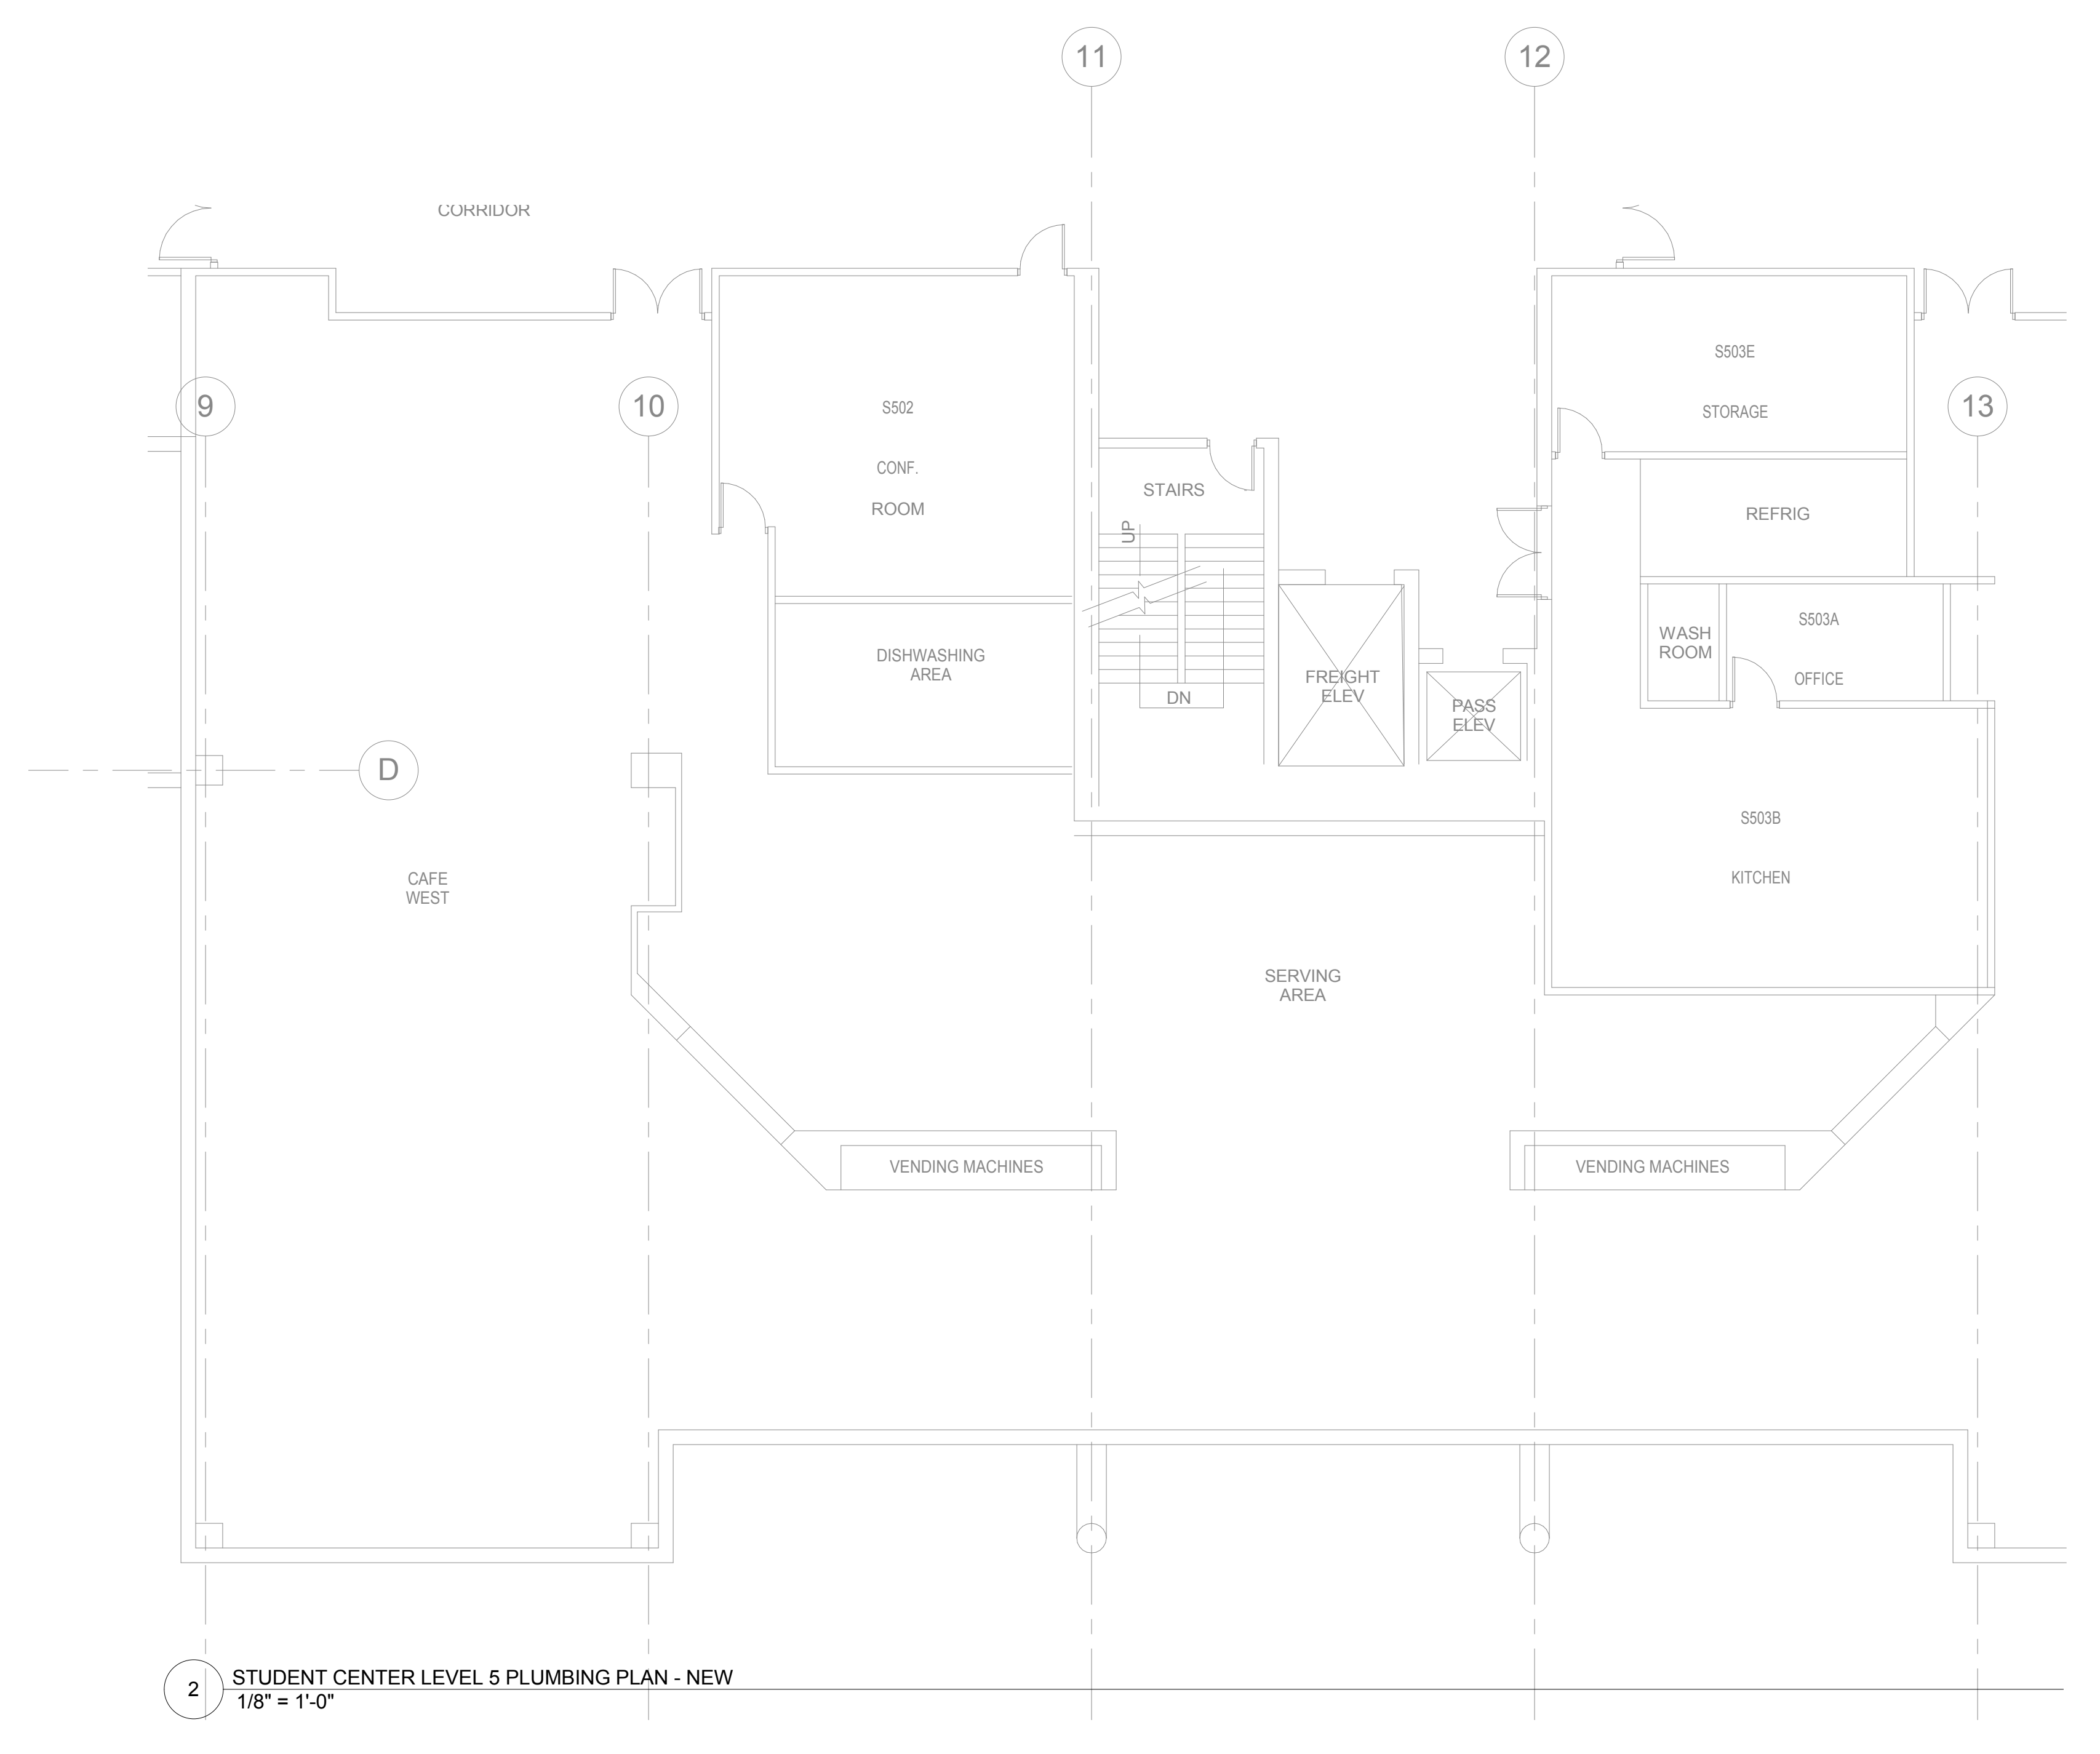 11
12
CORRIDOR
9
10
13
S502
CONF.
ROOM
S503E
STORAGE
STAIRS
UP
REFRIG
DISHWASHING
AREA
WASH
ROOM
S503A
OFFICE
FREIGHT
ELEV
PASS
ELEV
DN
D
CAFE
WEST
S503B
KITCHEN
SERVING
AREA
VENDING MACHINES
VENDING MACHINES
2
STUDENT CENTER LEVEL 5 PLUMBING PLAN - NEW
1/8" = 1'-0"